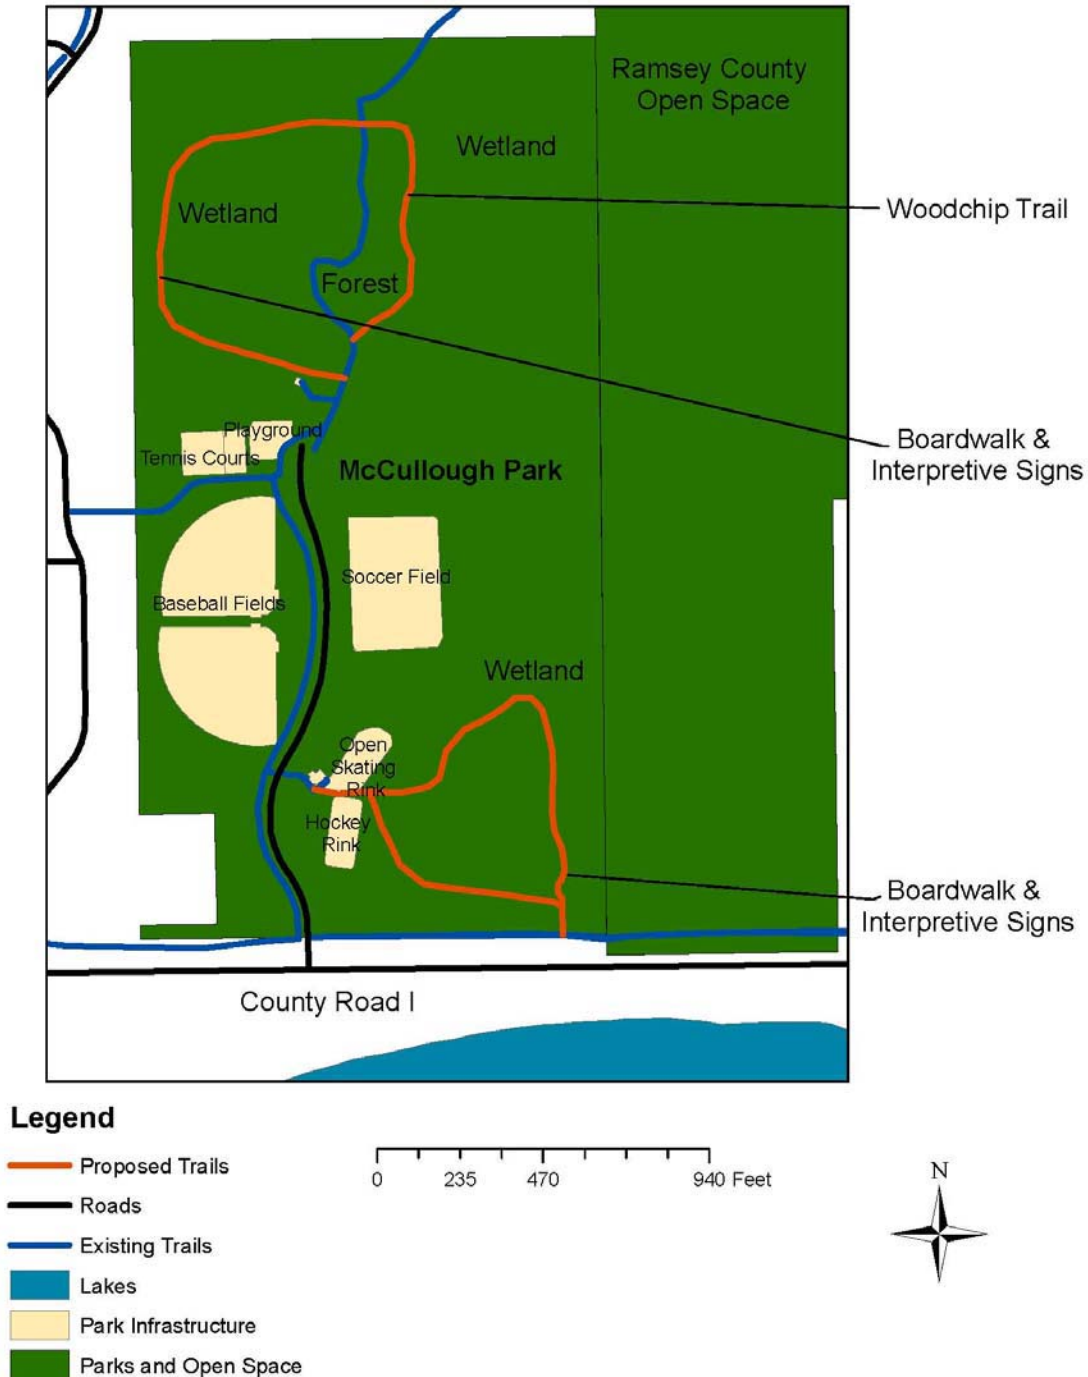 Ramsey County
Open Space
Wetland
Woodchip Trail
Wetland
Forest
Boardwalk &
Interpretive Signs
Playground
Tennis Courts
McCullough Park
Soccer Field
Baseball Fields
Wetland
Open
Skating
Rink
Hockey
Rink
Boardwalk &
Interpretive Signs
County Road I
Legend
Proposed Trails
Roads
Existing Trails
Lakes
Park Infrastructure
Parks and Open Space
0 235 470 940 Feet
N